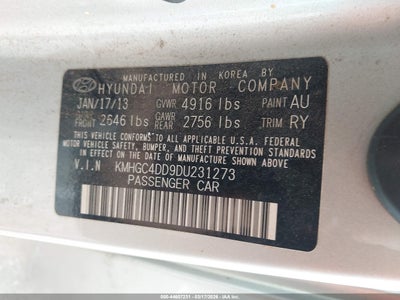 MANUFACTURED IN KOREA BY
HYUNDAI MOTOR COMPANY
JAN/17/13 GVWR 4916 lbs PAINT AU
GAWR FRONT 2646 lbs GAWR REAR 2756 lbs TRIM RY
THIS VEHICLE CONFORMS TO ALL APPLICABLE FEDERAL
MOTOR VEHICLE SAFETY, BUMPER, AND THEFT PREVENTION
STANDARDS IN EFFECT ON THE DATE OF MANUFACTURE
V.I.N KMHGC4DD9DU231273
PASSENGER CAR